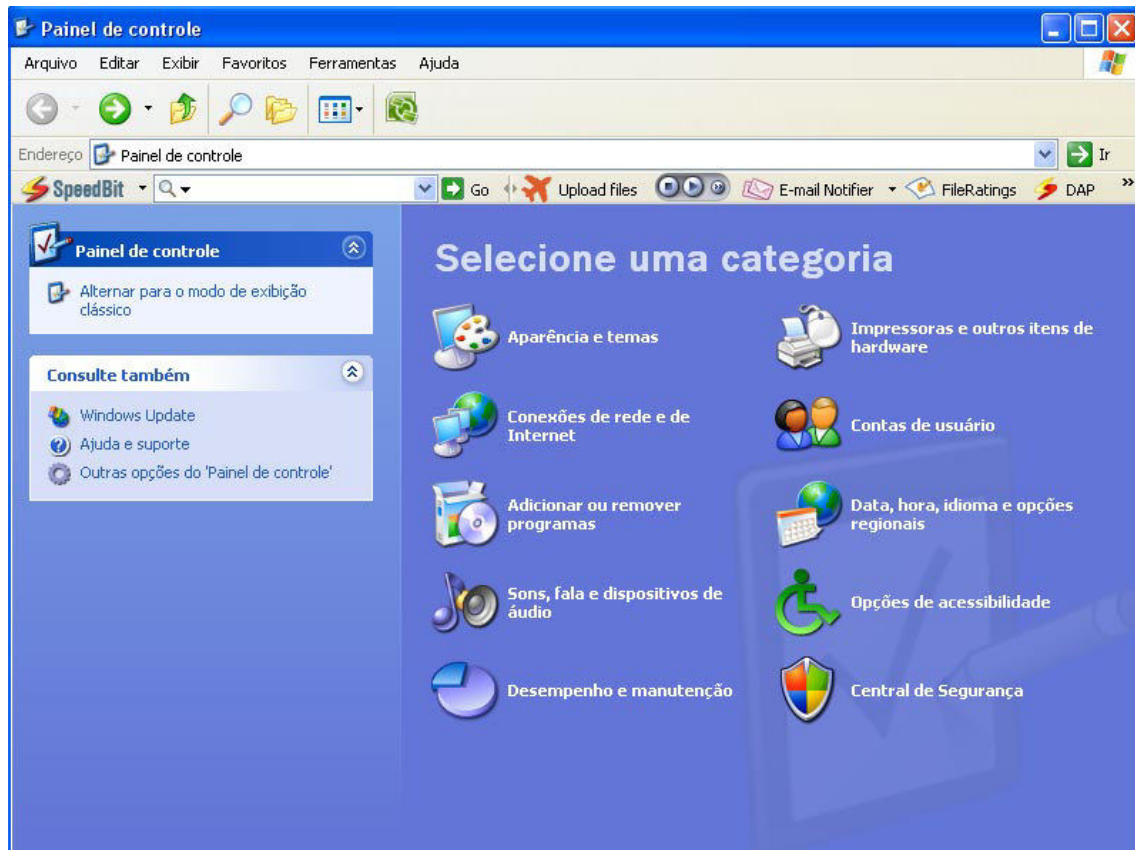 Painel de controle
Arquivo Editar Exibir Favoritos Ferramentas Ajuda
Endereço Painel de controle Ir
SpeedBit Go Upload files E-mail Notifier FileRatings DAP »
Painel de controle
Alternar para o modo de exibição
clássico
Consulte também
Windows Update
Ajuda e suporte
Outras opções do 'Painel de controle'
Selecione uma categoria
Aparência e temas
Impressoras e outros itens de
hardware
Conexões de rede e de
Internet
Contas de usuário
Adicionar ou remover
programas
Data, hora, idioma e opções
regionais
Sons, fala e dispositivos de
áudio
Opções de acessibilidade
Desempenho e manutenção
Central de Segurança